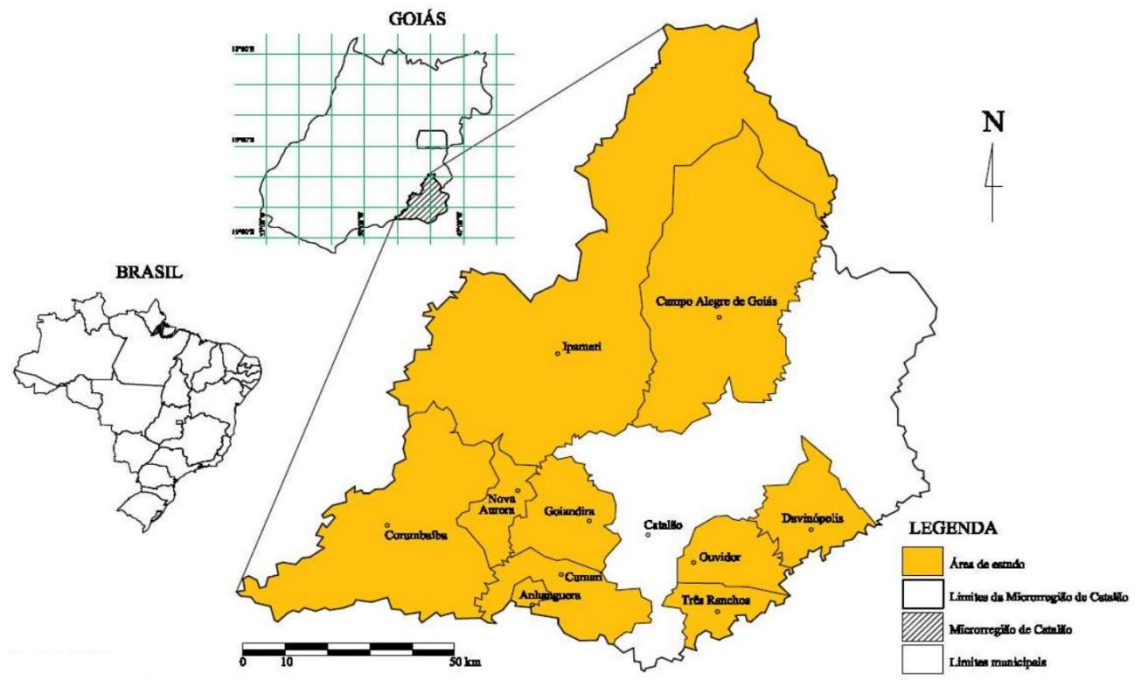 GOIÁS
N
BRASIL
Campo Alegre de Goiás
Ipameri
Nova
Aurora
Goiandira
Corumbaíba
Catalão
Davinópolis
Ouvidor
Cumari
Anhanguera
Três Ranchos
LEGENDA
Área de estudo
Limites da Microrregião de Catalão
Microrregião de Catalão
Limites municipais
0 10 50 km